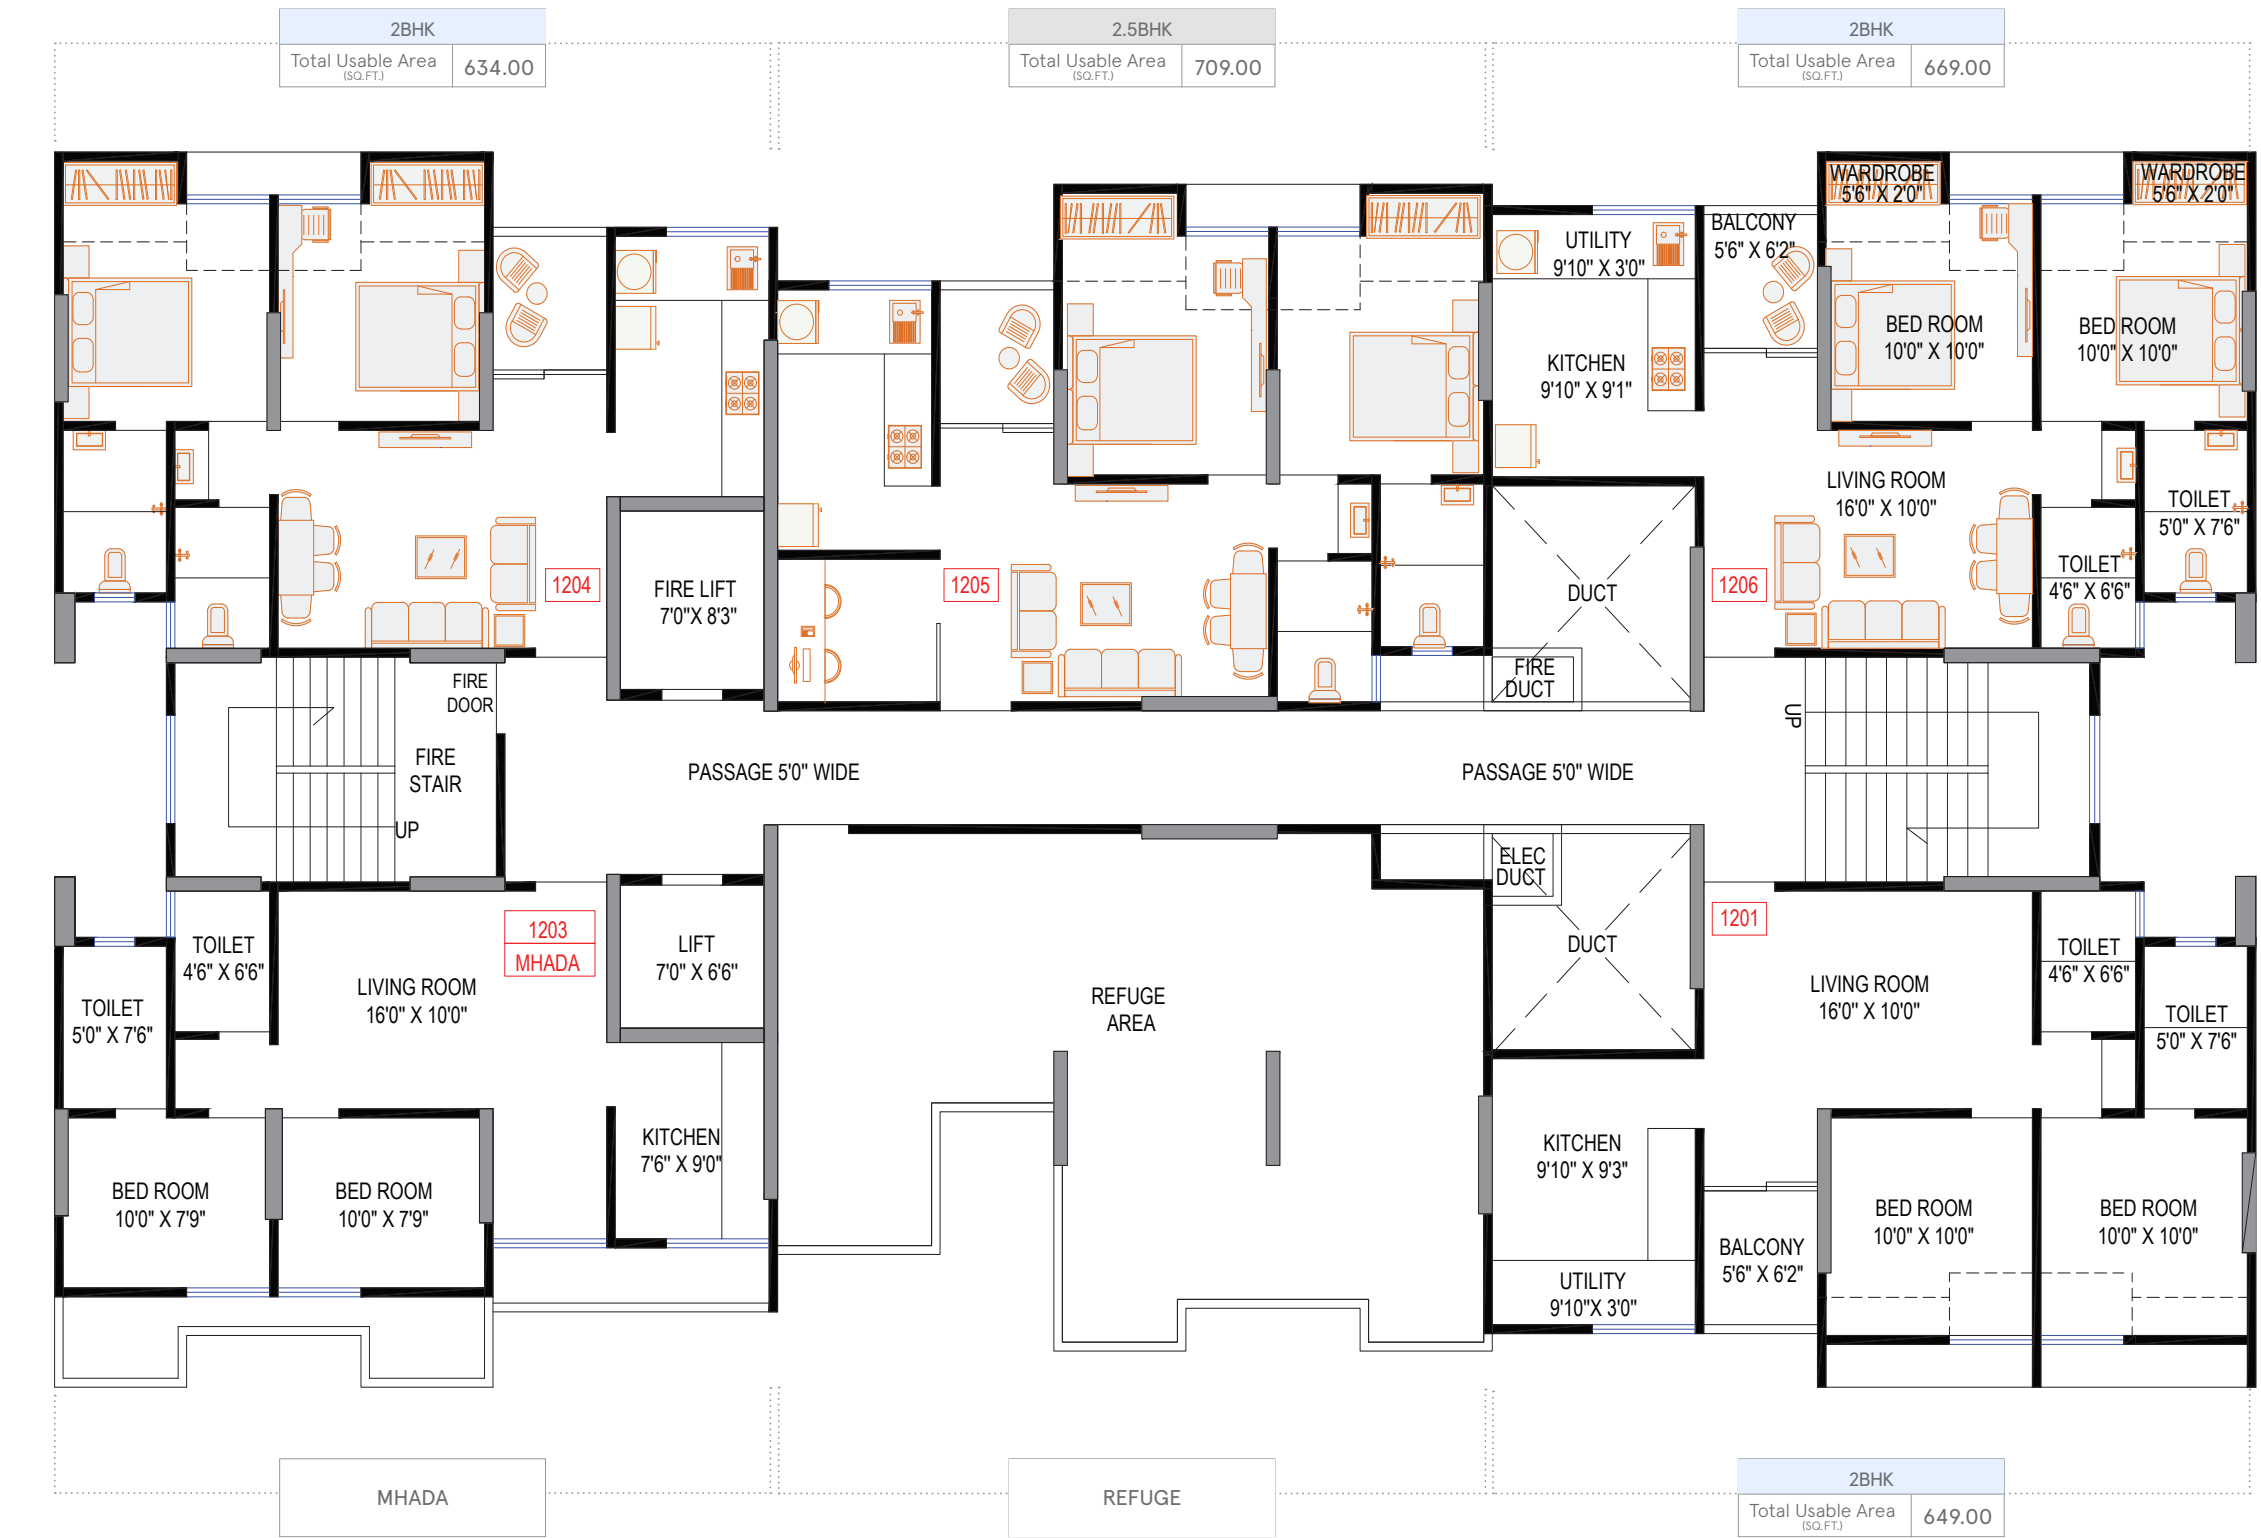 2BHK
Total Usable Area
(SQ.FT.)
634.00
2.5BHK
Total Usable Area
(SQ.FT.)
709.00
2BHK
Total Usable Area
(SQ.FT.)
669.00
WARDROBE
5'6" X 2'0"
WARDROBE
5'6" X 2'0"
BALCONY
5'6" X 6'2"
UTILITY
9'10" X 3'0"
BED ROOM
10'0" X 10'0"
BED ROOM
10'0" X 10'0"
KITCHEN
9'10" X 9'1"
LIVING ROOM
16'0" X 10'0"
TOILET
5'0" X 7'6"
TOILET
4'6" X 6'6"
1204
FIRE LIFT
7'0"X 8'3"
1205
DUCT
1206
FIRE
DUCT
FIRE
DOOR
FIRE
STAIR
UP
PASSAGE 5'0" WIDE
PASSAGE 5'0" WIDE
UP
ELEC
DUCT
1203
MHADA
LIFT
7'0" X 6'6"
TOILET
4'6" X 6'6"
LIVING ROOM
16'0" X 10'0"
TOILET
5'0" X 7'6"
REFUGE
AREA
DUCT
1201
LIVING ROOM
16'0" X 10'0"
TOILET
4'6" X 6'6"
TOILET
5'0" X 7'6"
KITCHEN
7'6" X 9'0"
BED ROOM
10'0" X 7'9"
BED ROOM
10'0" X 7'9"
KITCHEN
9'10" X 9'3"
BED ROOM
10'0" X 10'0"
BED ROOM
10'0" X 10'0"
BALCONY
5'6" X 6'2"
UTILITY
9'10"X 3'0"
MHADA
REFUGE
2BHK
Total Usable Area
(SQ.FT.)
649.00